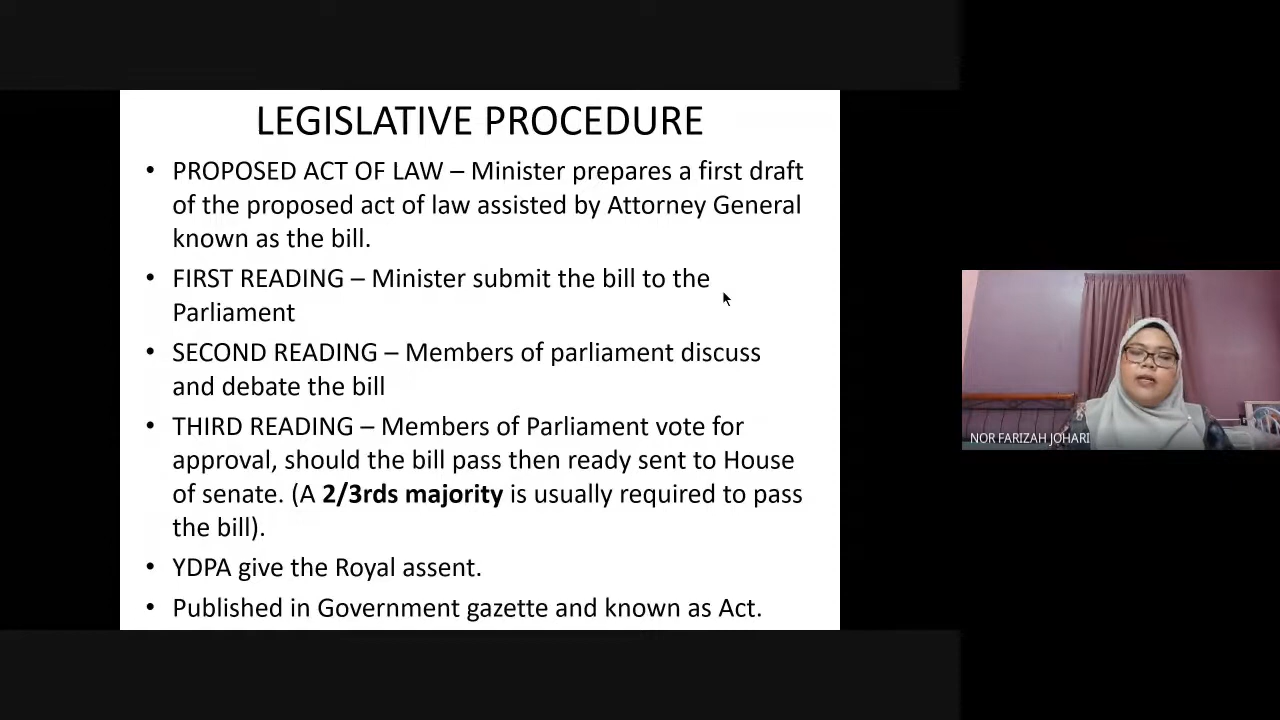 LEGISLATIVE PROCEDURE
• PROPOSED ACT OF LAW – Minister prepares a first draft
of the proposed act of law assisted by Attorney General
known as the bill.
• FIRST READING – Minister submit the bill to the
Parliament
• SECOND READING – Members of parliament discuss
and debate the bill
• THIRD READING – Members of Parliament vote for
approval, should the bill pass then ready sent to House
of senate. (A 2/3rds majority is usually required to pass
the bill).
• YDPA give the Royal assent.
• Published in Government gazette and known as Act.
NOR FARIZAH JOHARI